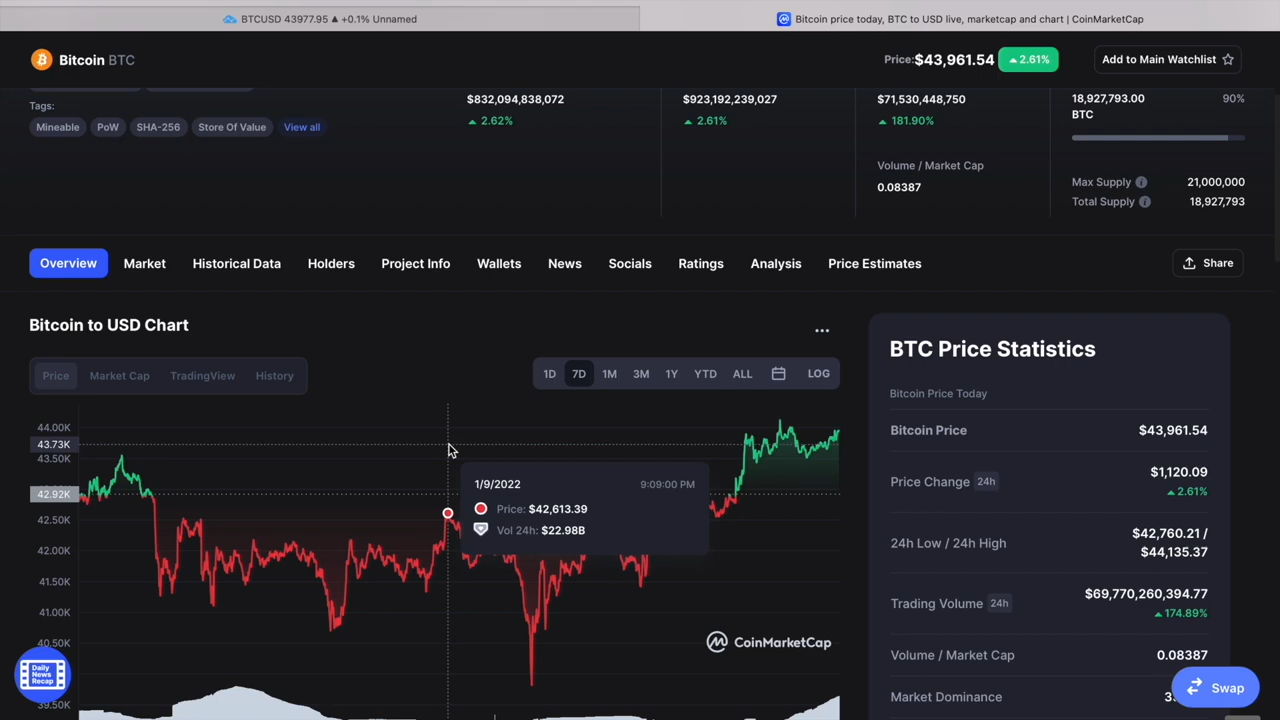 BTCUSD 43977.95 ▲ +0.1% Unnamed
Bitcoin price today, BTC to USD live, marketcap and chart | CoinMarketCap
Bitcoin BTC
Price:$43,961.54 ▲2.61%
Add to Main Watchlist
Tags:
Mineable PoW SHA-256 Store Of Value View all
$832,094,838,072
▲ 2.62%
$923,192,239,027
▲ 2.61%
$71,530,448,750
▲ 181.90%
Volume / Market Cap
0.08387
18,927,793.00 90%
BTC
Max Supply 21,000,000
Total Supply 18,927,793
Overview Market Historical Data Holders Project Info Wallets News Socials Ratings Analysis Price Estimates
Share
Bitcoin to USD Chart
Price Market Cap TradingView History
1D 7D 1M 3M 1Y YTD ALL LOG
44.00K
43.73K
43.50K
42.92K
42.50K
42.00K
41.50K
41.00K
40.50K
39.50K
1/9/2022 9:09:00 PM
Price: $42,613.39
Vol 24h: $22.98B
CoinMarketCap
Daily
News
Recap
BTC Price Statistics
Bitcoin Price Today
Bitcoin Price $43,961.54
Price Change 24h $1,120.09
▲2.61%
24h Low / 24h High $42,760.21 /
$44,135.37
Trading Volume 24h $69,770,260,394.77
▲174.89%
Volume / Market Cap 0.08387
Market Dominance
Swap